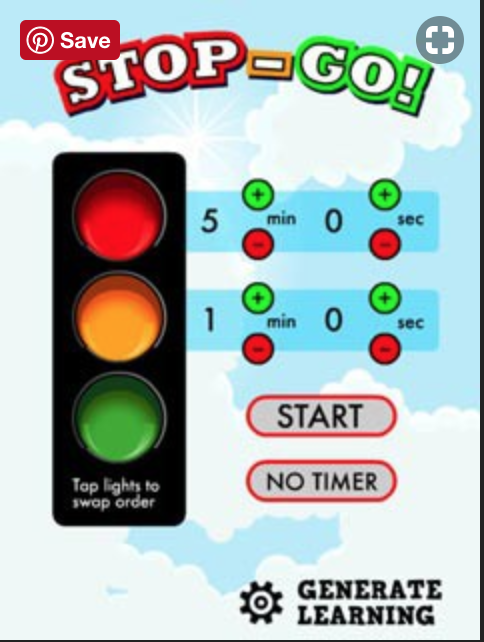 Save
STOP-GO!
5 min 0 sec
1 min 0 sec
START
NO TIMER
Tap lights to
swap order
GENERATE
LEARNING